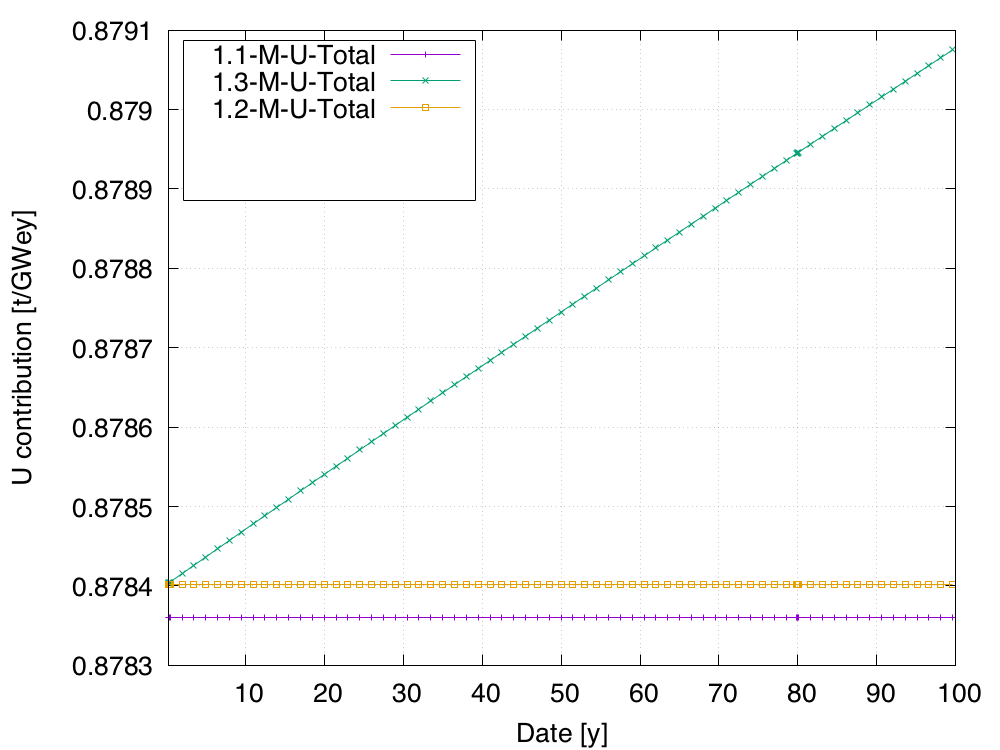 0.8791
0.879
0.8789
0.8788
0.8787
0.8786
0.8785
0.8784
0.8783
1.1-M-U-Total
1.3-M-U-Total
1.2-M-U-Total
U contribution [t/GWey]
10 20 30 40 50 60 70 80 90 100
Date [y]